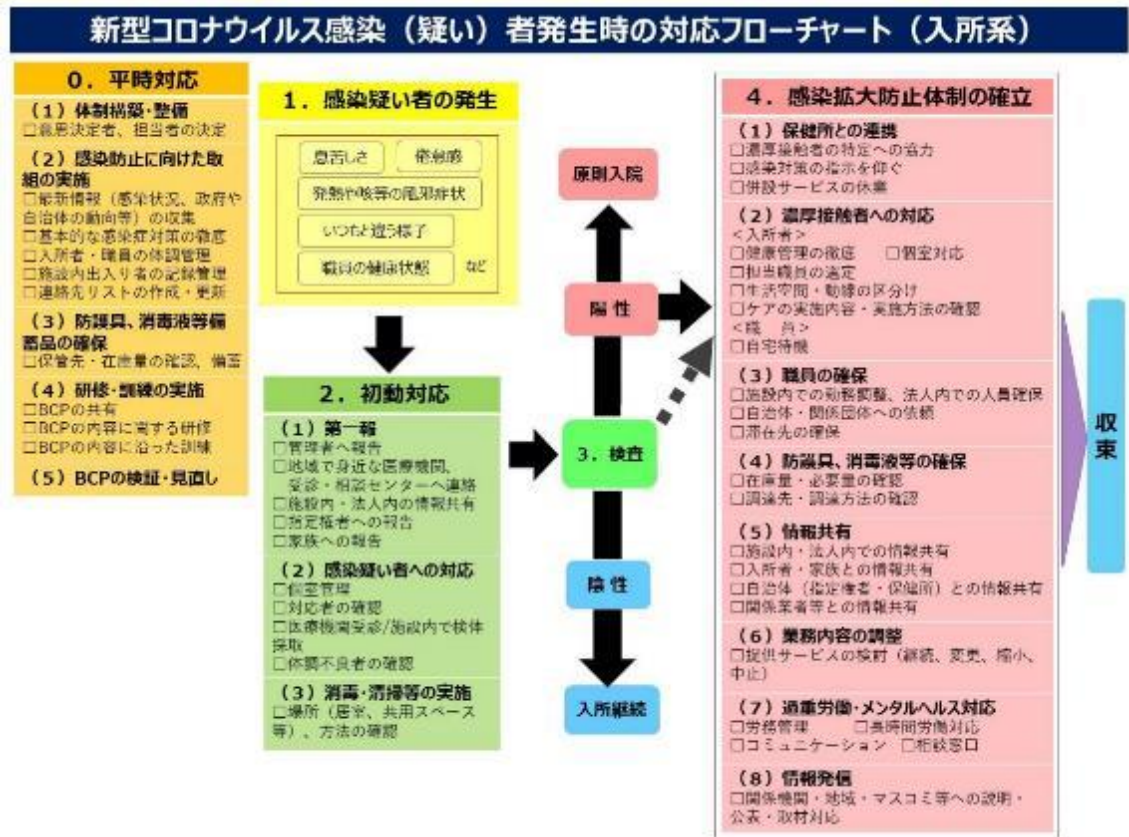 新型コロナウイルス感染（疑い）者発生時の対応フローチャート（入所系）
０．平時対応
（１）体制構築・整備
□意思決定者、担当者の決定
（２）感染防止に向けた取
組の実施
□最新情報（感染状況、政府や
自治体の動向等）の収集
□基本的な感染症対策の徹底
□入所者・職員の体調管理
□施設内出入り者の記録管理
□連絡先リストの作成・更新
（３）防護具、消毒液等備
蓄品の確保
□保管先・在庫量の確認、備蓄
（４）研修・訓練の実施
□BCPの共有
□BCPの内容に関する研修
□BCPの内容に沿った訓練
（５）BCPの検証・見直し
１．感染疑い者の発生
息苦しさ
倦怠感
発熱や咳等の風邪症状
いつもと違う様子
職員の健康状態
など
２．初動対応
（１）第一報
□管理者へ報告
□地域で身近な医療機関、
受診・相談センターへ連絡
□施設内・法人内の情報共有
□指定権者への報告
□家族への報告
（２）感染疑い者への対応
□個室管理
□対応者の確認
□医療機関受診/施設内で検体
採取
□体調不良者の確認
（３）消毒・清掃等の実施
□場所（居室、共用スペース
等）、方法の確認
原則入院
陽性
３．検査
陰性
入所継続
４．感染拡大防止体制の確立
（１）保健所との連携
□濃厚接触者の特定への協力
□感染対策の指示を仰ぐ
□併設サービスの休業
（２）濃厚接触者への対応
＜入所者＞
□健康管理の徹底　□個室対応
□担当職員の選定
□生活空間・動線の区分け
□ケアの実施内容・実施方法の確認
＜職　員＞
□自宅待機
（３）職員の確保
□施設内での勤務調整、法人内での人員確保
□自治体・関係団体への依頼
□滞在先の確保
（４）防護具、消毒液等の確保
□在庫量・必要量の確認
□調達先・調達方法の確認
（５）情報共有
□施設内・法人内での情報共有
□入所者・家族との情報共有
□自治体（指定権者・保健所）との情報共有
□関係業者等との情報共有
（６）業務内容の調整
□提供サービスの検討（継続、変更、縮小、
中止）
（７）過重労働・メンタルヘルス対応
□労務管理　□長時間労働対応
□コミュニケーション　□相談窓口
（８）情報発信
□関係機関・地域・マスコミ等への説明・
公表・取材対応
収束